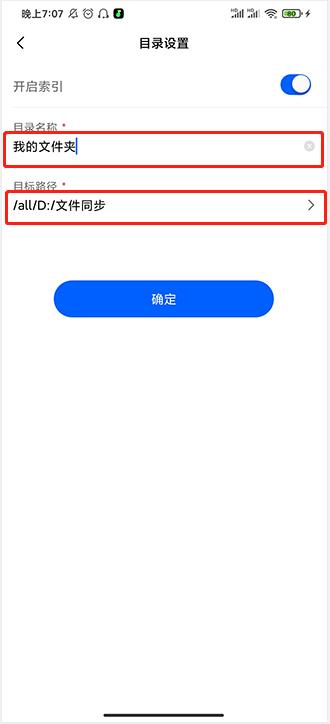 晚上7:07
80
目录设置
开启索引
目录名称 *
我的文件夹
目标路径 *
/all/D:/文件同步
确定